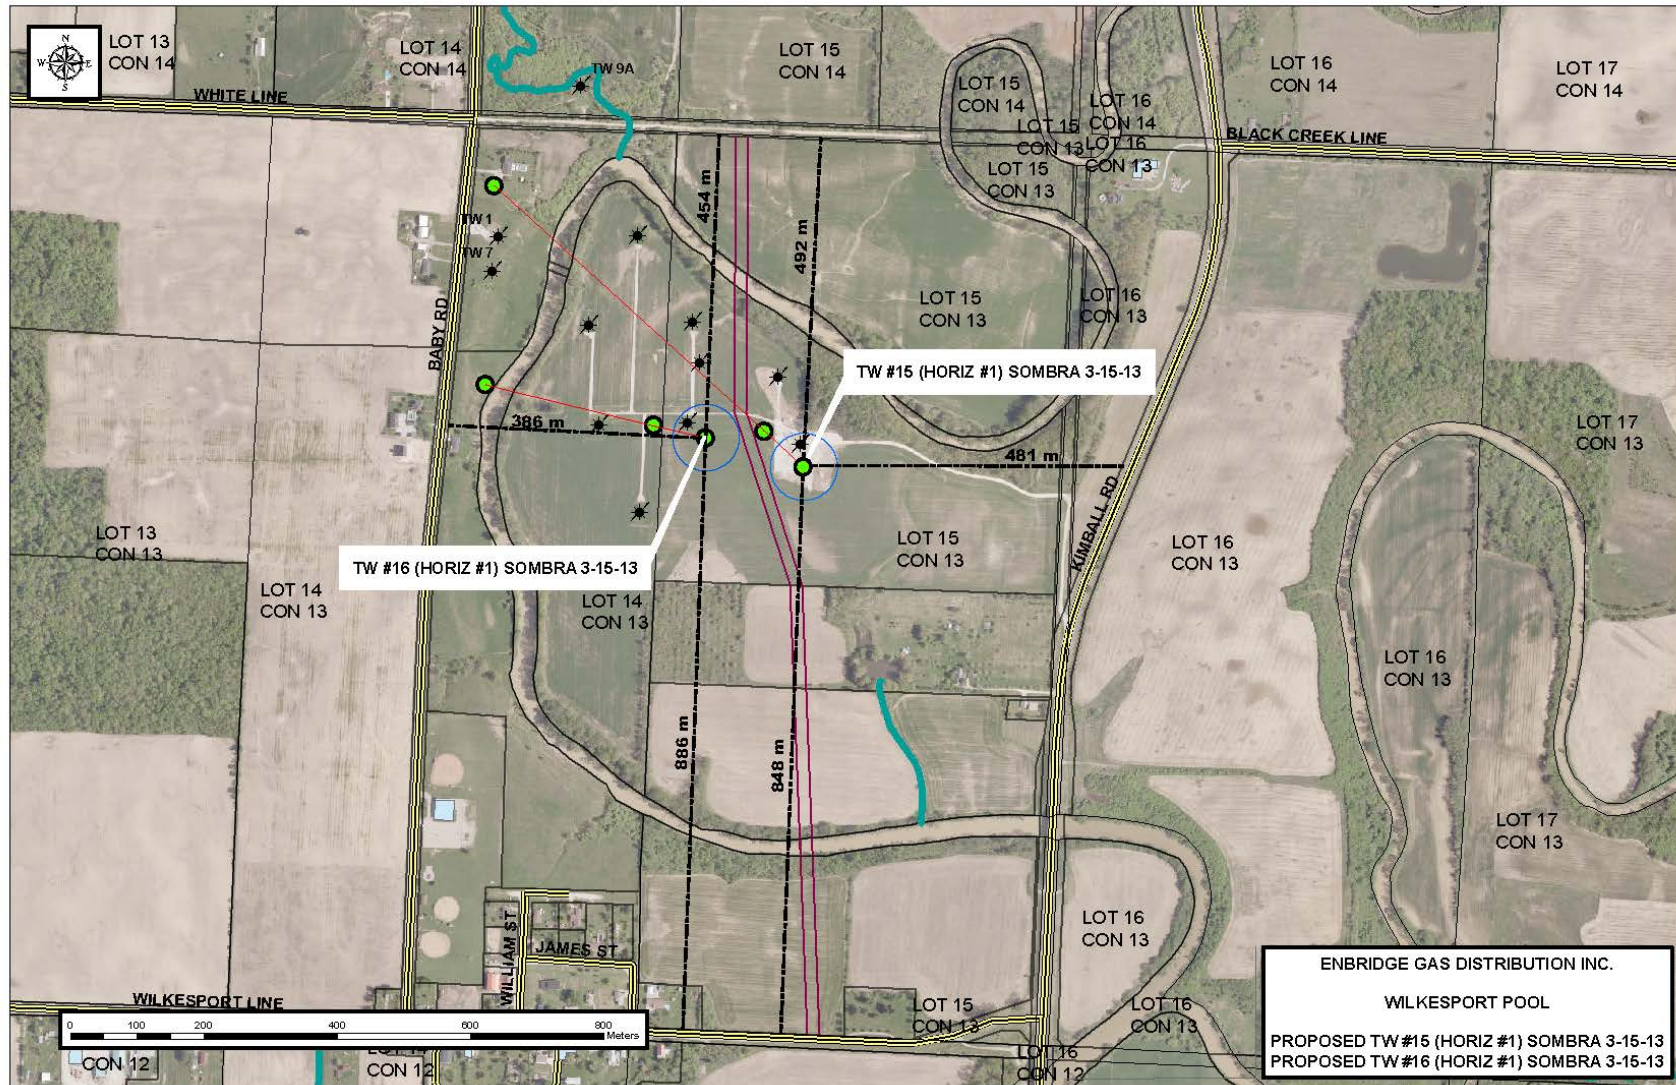 N
W
E
S
LOT 13
CON 14
LOT 14
CON 14
TW 9A
LOT 15
CON 14
LOT 15
CON 14
LOT 16
CON 14
LOT 16
CON 14
LOT 17
CON 14
WHITE LINE
BLACK CREEK LINE
LOT 15
CON 13
LOT 16
CON 13
LOT 15
CON 13
TW 1
TW 7
454 m
492 m
LOT 15
CON 13
LOT 16
CON 13
BABY RD
TW #15 (HORIZ #1) SOMBRA 3-15-13
386 m
481 m
LOT 17
CON 13
KIMBALL RD
LOT 13
CON 13
LOT 15
CON 13
LOT 16
CON 13
TW #16 (HORIZ #1) SOMBRA 3-15-13
LOT 14
CON 13
LOT 14
CON 13
LOT 16
CON 13
886 m
848 m
LOT 17
CON 13
LOT 16
CON 13
WILLIAM ST
JAMES ST
ENBRIDGE GAS DISTRIBUTION INC.
WILKESPORT POOL
PROPOSED TW #15 (HORIZ #1) SOMBRA 3-15-13
PROPOSED TW #16 (HORIZ #1) SOMBRA 3-15-13
WILKESPORT LINE
LOT 15
CON 13
LOT 16
CON 13
0 100 200 400 600 800
Meters
CON 12
CON 12
LOT 16
CON 12